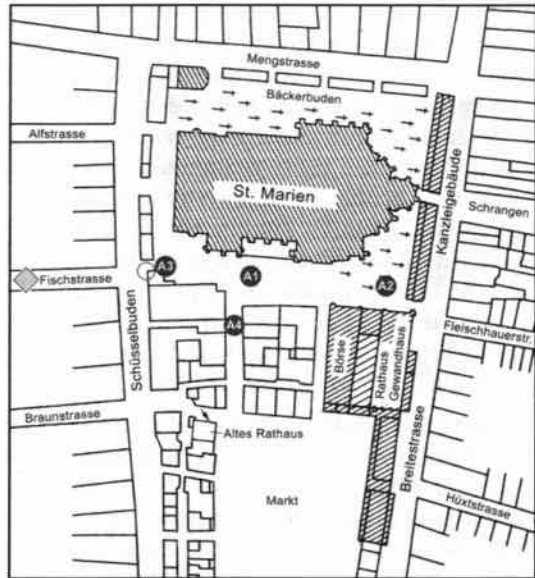 Mengstrasse
Bäckerbuden
Alfstrasse
St. Marien
Kanzleigebäude
Schrangen
A3
A1
A2
Fischstrasse
A4
Schüsselbuden
Börse
Rathaus
Gewandhaus
Fleischhauerstr.
Braunstrasse
Altes Rathaus
Breitestrasse
Markt
Hüxtstrasse